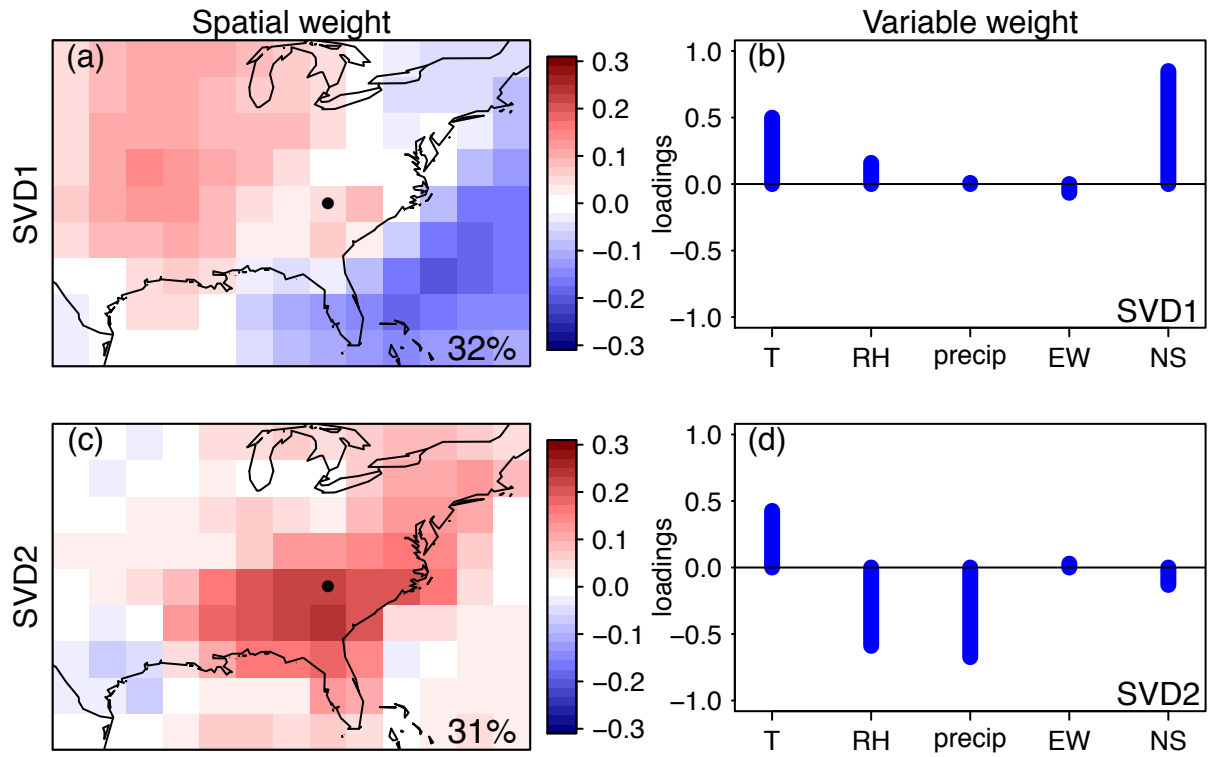 Spatial weight
Variable weight
(a)
SVD1
32%
0.3
0.2
0.1
0.0
−0.1
−0.2
−0.3
(b)
loadings
1.0
0.5
0.0
−0.5
−1.0
SVD1
T RH precip EW NS
(c)
SVD2
31%
0.3
0.2
0.1
0.0
−0.1
−0.2
−0.3
(d)
loadings
1.0
0.5
0.0
−0.5
−1.0
SVD2
T RH precip EW NS